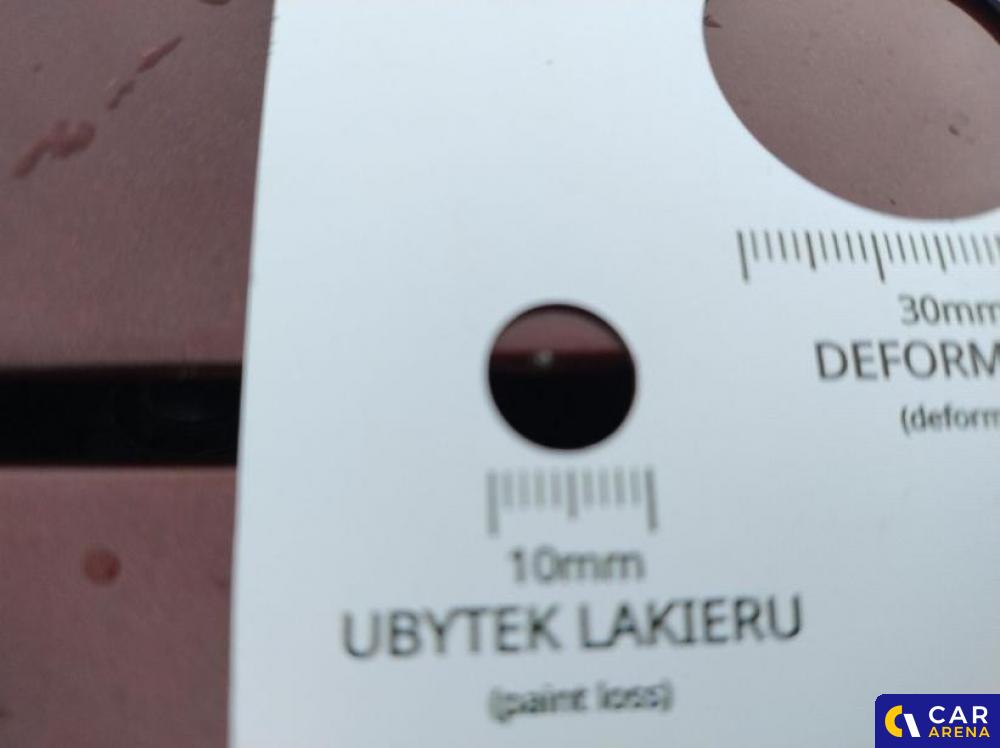 30mm
DEFORM
(deform
10mm
UBYTEK LAKIERU
(paint loss)
CAR
ARENA